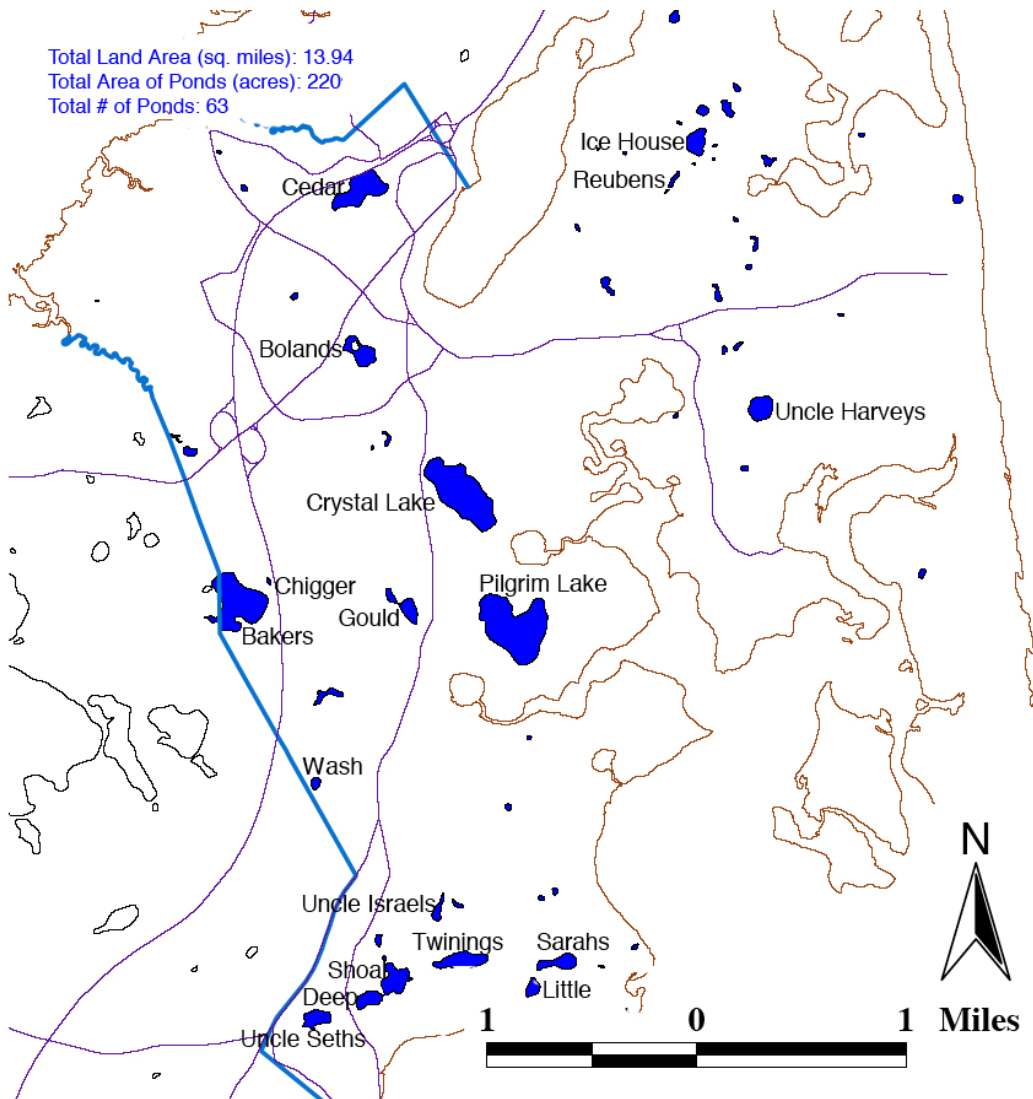 Total Land Area (sq. miles): 13.94
Total Area of Ponds (acres): 220
Total # of Ponds: 63
Ice House
Reubens
Cedar
Bolands
Uncle Harveys
Crystal Lake
Chigger
Pilgrim Lake
Gould
Bakers
Wash
Uncle Israels
Twinings
Sarahs
Shoal
Deep
Little
Uncle Seths
N
1 0 1 Miles